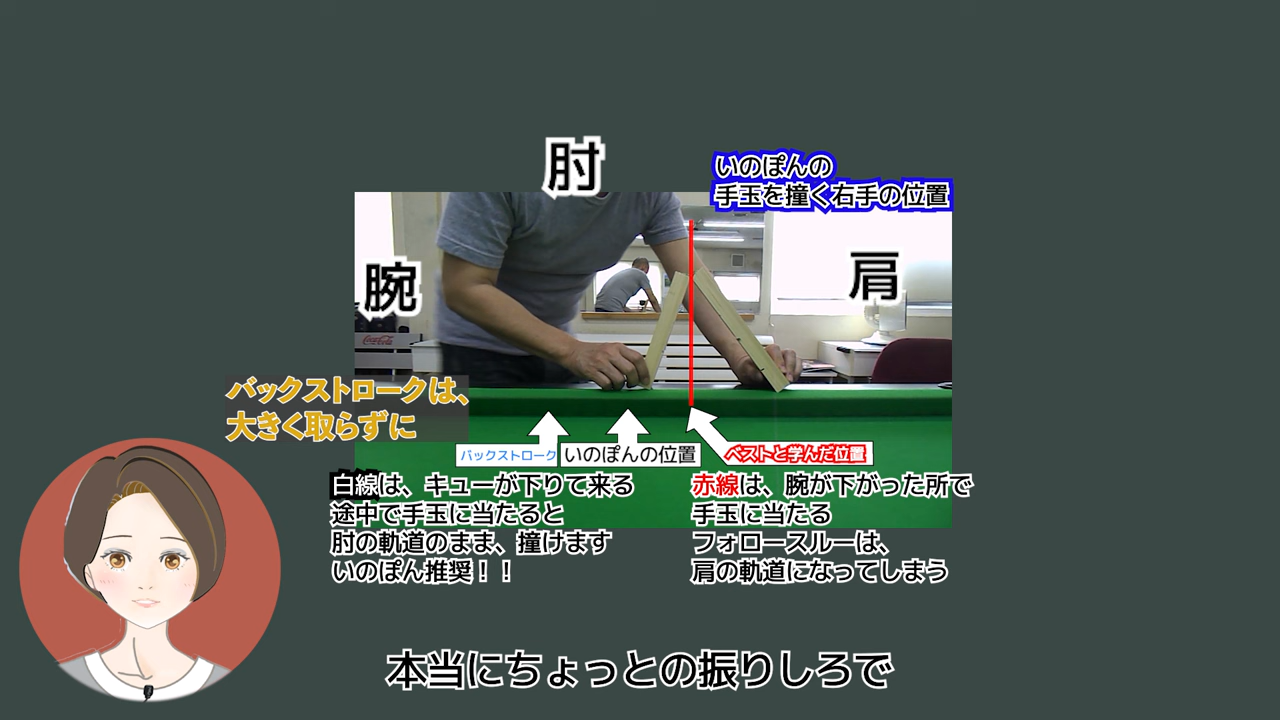 肘
いのぽんの
手玉を撞く右手の位置
腕
肩
Coca-Cola
バックストロークは、
大きく取らずに
バックストローク
いのぽんの位置
ベストと学んだ位置
白線は、キューが下りて来る
途中で手玉に当たると
肘の軌道のまま、撞けます
いのぽん推奨！！
赤線は、腕が下がった所で
手玉に当たる
フォロースルーは、
肩の軌道になってしまう
本当にちょっとの振りしろで